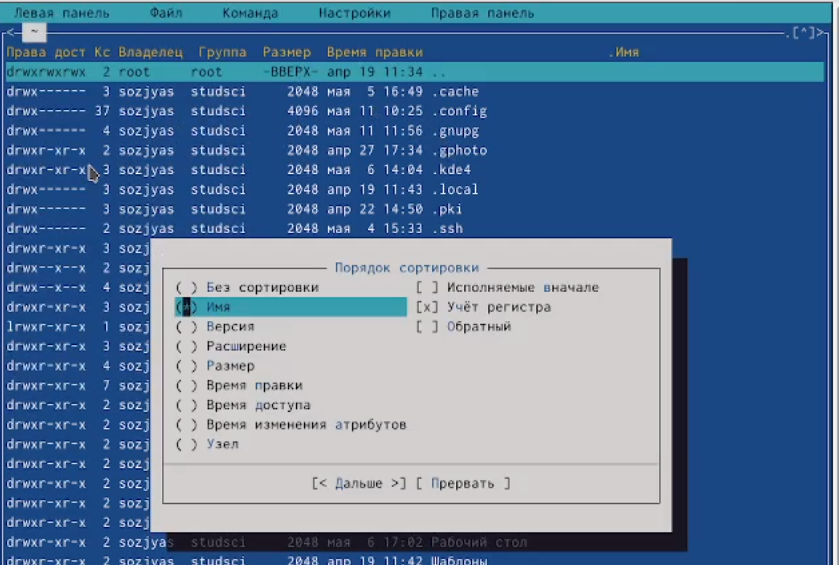 Левая панель Файл Команда Настройки Правая панель
<─ ~ .[^]>
Права дост Кс Владелец Группа Размер Время правки .Имя
drwxrwxrwx 2 root root -ВВЕРХ- апр 19 11:34 ..
drwx------ 3 sozjyas studsci 2048 мая 5 16:49 .cache
drwx------ 37 sozjyas studsci 4096 мая 11 10:25 .config
drwx------ 4 sozjyas studsci 2048 мая 11 11:56 .gnupg
drwxr-xr-x 2 sozjyas studsci 2048 апр 27 17:34 .gphoto
drwxr-xr-x 3 sozjyas studsci 2048 мая 6 14:04 .kde4
drwx------ 3 sozjyas studsci 2048 апр 19 11:43 .local
drwx------ 3 sozjyas studsci 2048 апр 22 14:50 .pki
drwx------ 2 sozjyas studsci 2048 мая 4 15:33 .ssh
drwxr-xr-x 3 sozj
drwx--x--x 2 sozj Порядок сортировки
drwx--x--x 4 sozj ( ) Без сортировки [ ] Исполняемые вначале
drwxr-xr-x 3 sozj (*) Имя [x] Учёт регистра
lrwxr-xr-x 1 sozj ( ) Версия [ ] Обратный
drwxr-xr-x 3 sozj ( ) Расширение
drwxr-xr-x 4 sozj ( ) Размер
drwxr-xr-x 7 sozj ( ) Время правки
drwxr-xr-x 2 sozj ( ) Время доступа
drwxr-xr-x 2 sozj ( ) Время изменения атрибутов
drwxr-xr-x 2 sozj ( ) Узел
drwxr-xr-x 2 sozj
drwxr-xr-x 2 sozj [< Дальше >] [ Прервать ]
drwxr-xr-x 2 sozj
drwxr-xr-x 2 sozj
drwxr-xr-x 2 sozjyas studsci 2048 мая 6 17:02 Рабочий стол
drwxr-xr-x 2 sozjyas studsci 2048 апр 19 11:42 Шаблоны